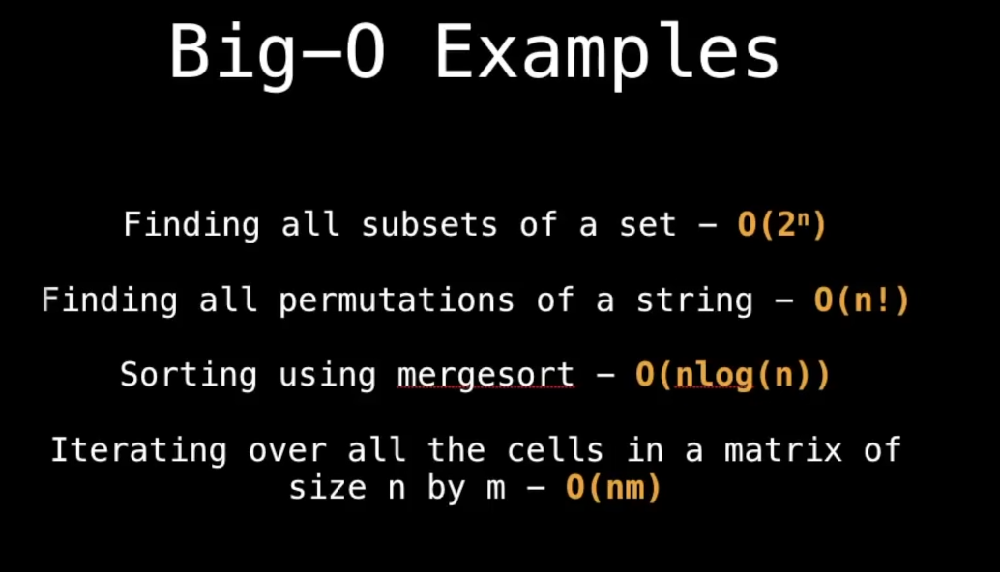 Big-O Examples
Finding all subsets of a set - O(2ⁿ)
Finding all permutations of a string - O(n!)
Sorting using mergesort - O(nlog(n))
Iterating over all the cells in a matrix of
size n by m - O(nm)